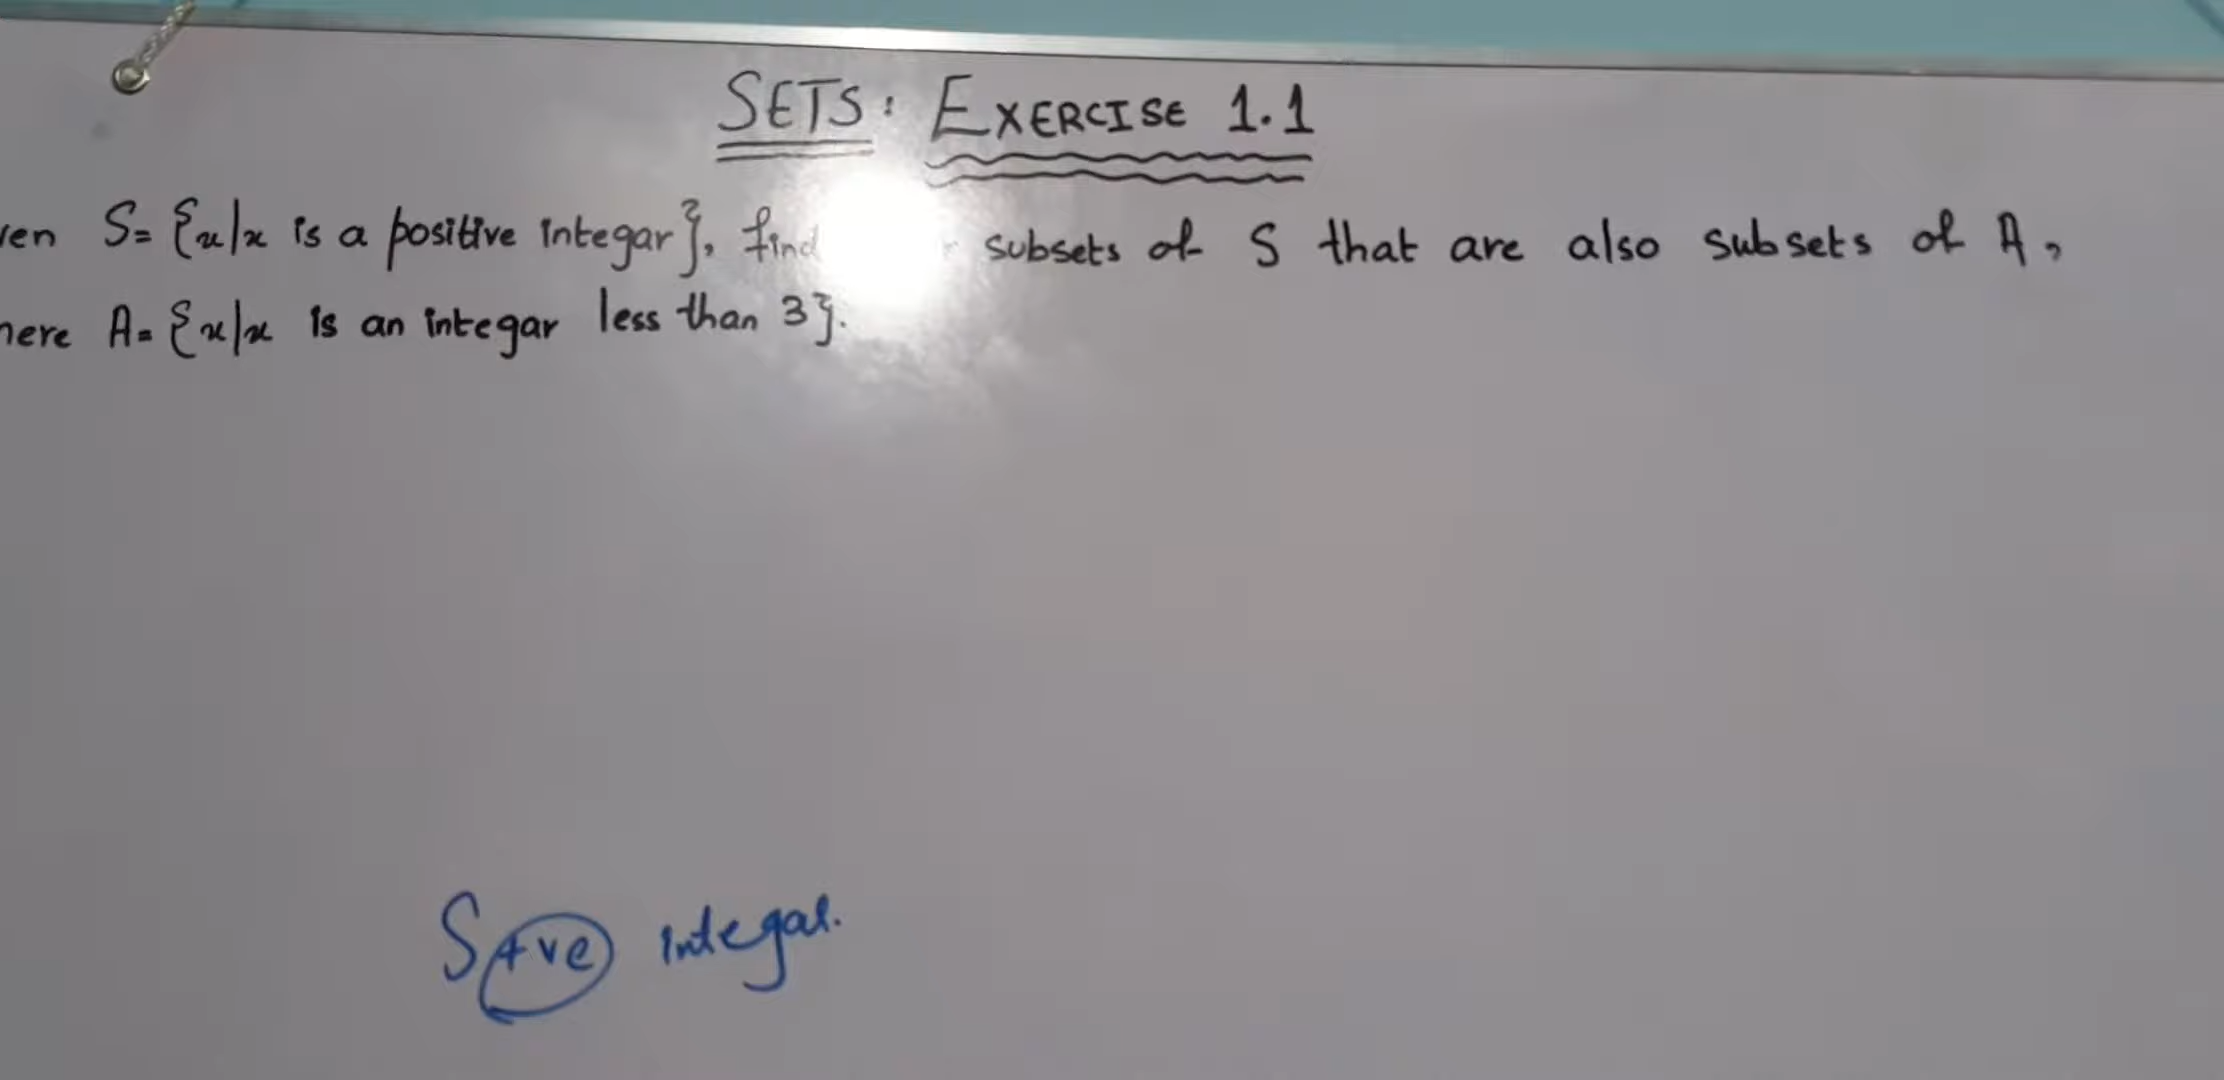 SETS: EXERCISE 1.1
ven S= {x|x is a positive integar}, find subsets of S that are also subsets of A,
here A= {x|x is an integar less than 3}.
S +ve integar.